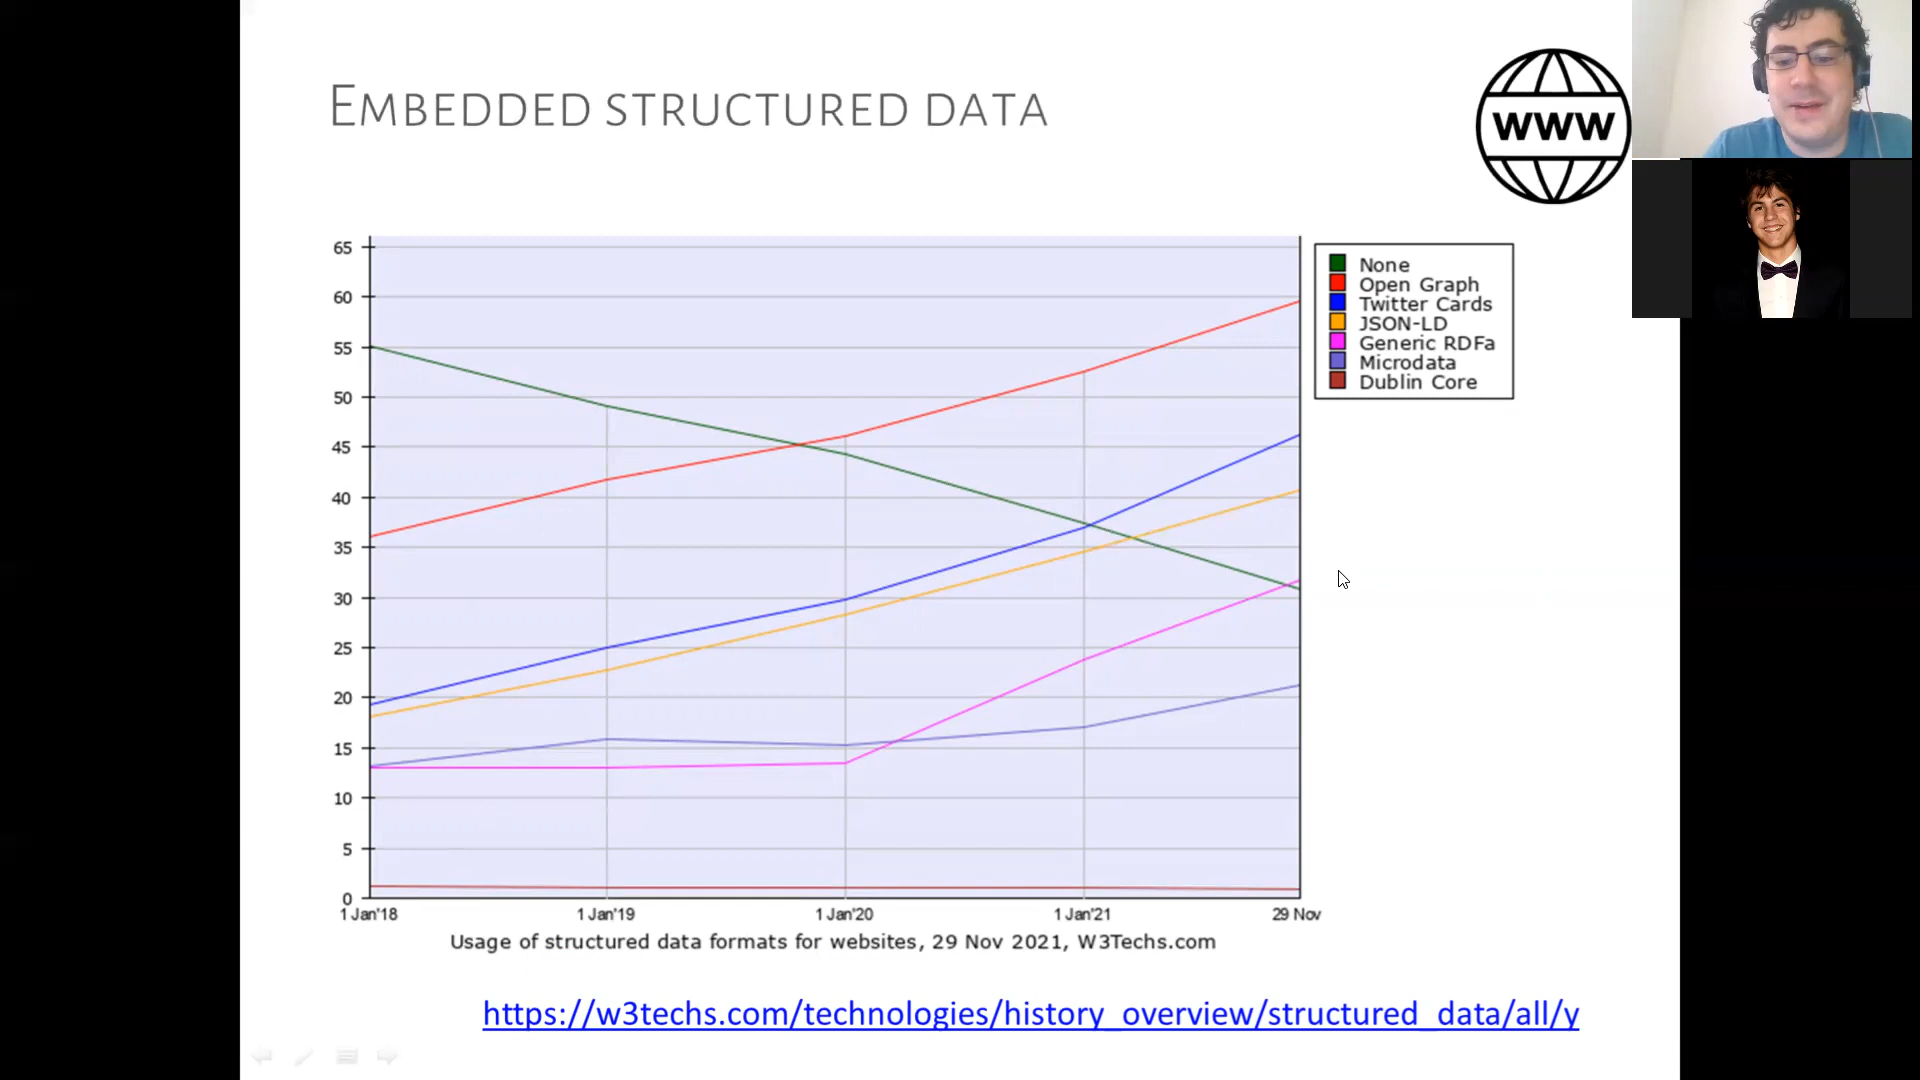 EMBEDDED STRUCTURED DATA
WWW
65
60
55
50
45
40
35
30
25
20
15
10
5
0
1 Jan'18
1 Jan'19
1 Jan'20
1 Jan'21
29 Nov
None
Open Graph
Twitter Cards
JSON-LD
Generic RDFa
Microdata
Dublin Core
Usage of structured data formats for websites, 29 Nov 2021, W3Techs.com
https://w3techs.com/technologies/history_overview/structured_data/all/y